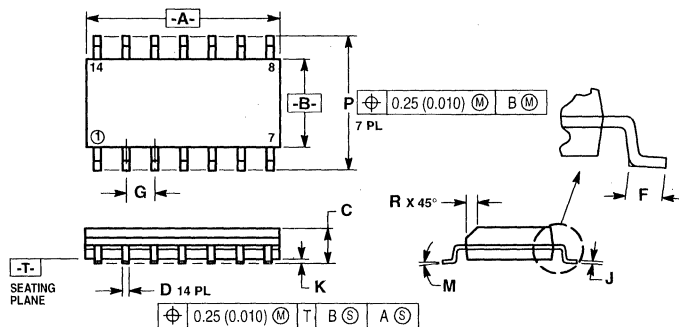 -A-
14 8
-B- P ⌖ 0.25 (0.010) Ⓜ B Ⓜ
7 PL
① 7
G
F
C
R X 45°
-T-
SEATING
PLANE
K
M
J
D 14 PL
⌖ 0.25 (0.010) Ⓜ T B Ⓢ A Ⓢ